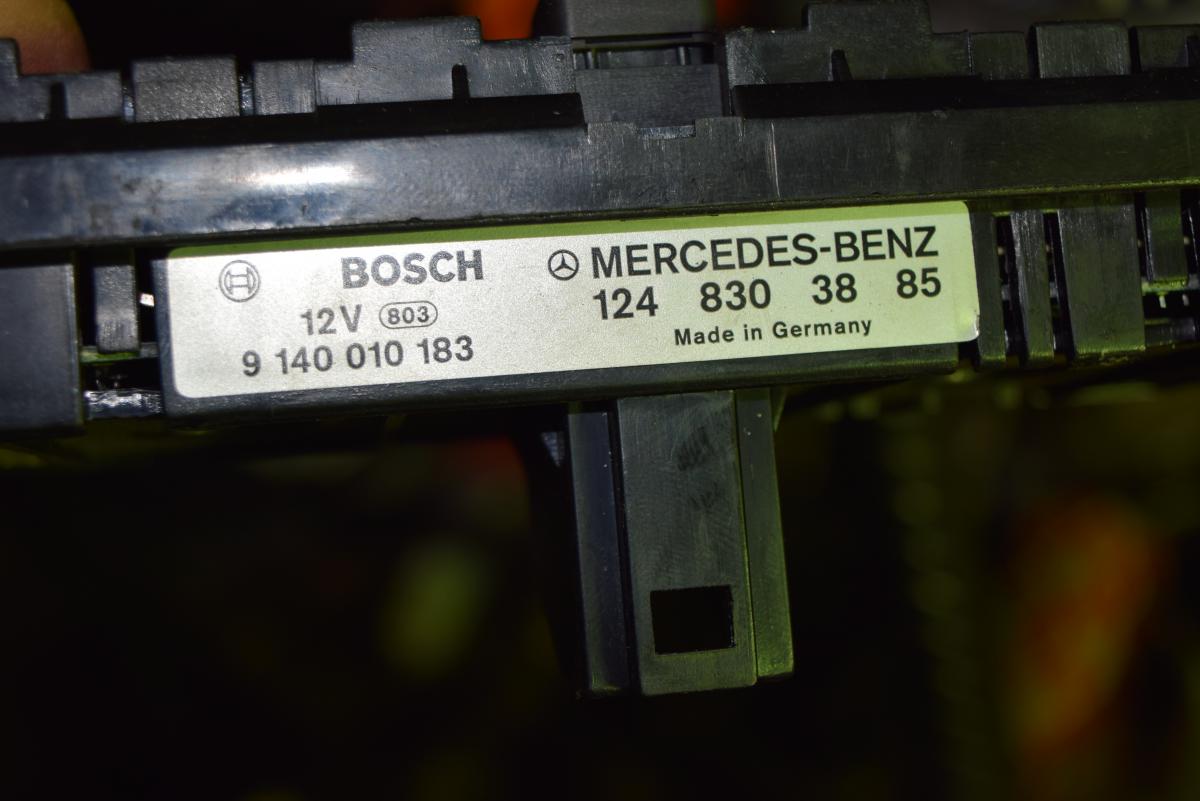 BOSCH
12V 803
9 140 010 183
MERCEDES-BENZ
124 830 38 85
Made in Germany